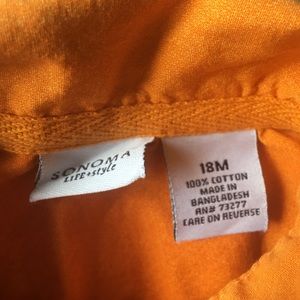 SONOMA
LIFE+style
18M
100% COTTON
MADE IN
BANGLADESH
RN# 73277
CARE ON REVERSE